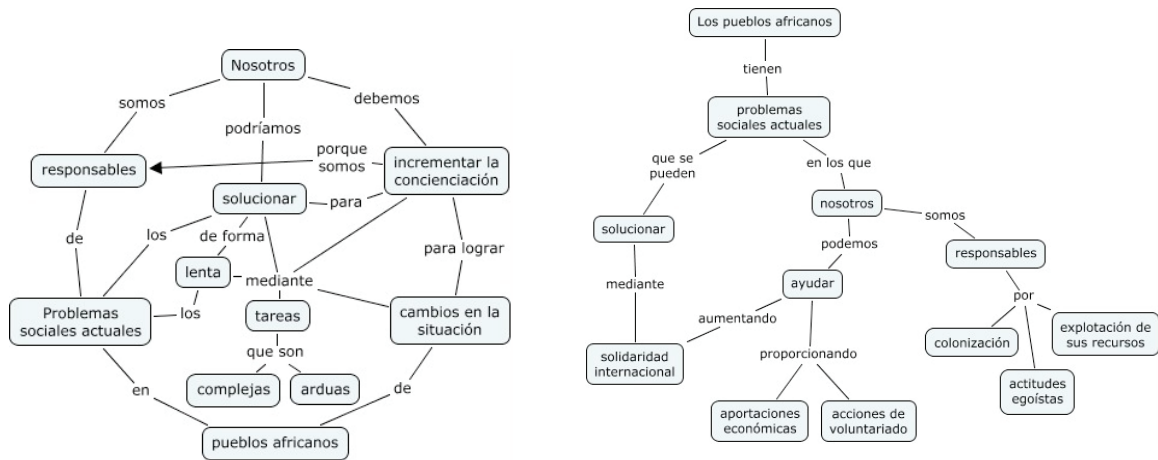 Nosotros
somos
debemos
podríamos
porque
somos
responsables
incrementar la
concienciación
solucionar
para
los
de forma
de
para lograr
lenta
mediante
Problemas
sociales actuales
los
tareas
cambios en la
situación
que son
complejas
arduas
en
de
pueblos africanos
Los pueblos africanos
tienen
problemas
sociales actuales
que se
pueden
en los que
nosotros
solucionar
somos
podemos
responsables
mediante
ayudar
por
aumentando
colonización
explotación de
sus recursos
solidaridad
internacional
proporcionando
actitudes
egoístas
aportaciones
económicas
acciones de
voluntariado